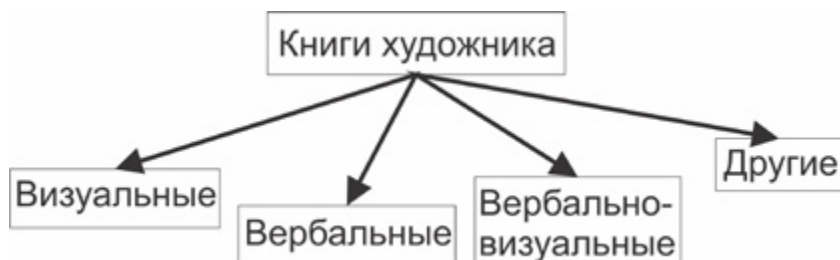 Книги художника
Визуальные
Вербальные
Вербально-
визуальные
Другие